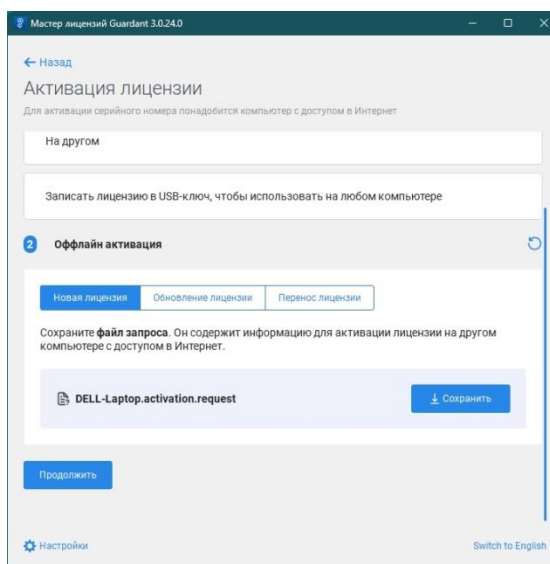 Мастер лицензий Guardant 3.0.24.0
Назад
Активация лицензии
Для активации серийного номера понадобится компьютер с доступом в Интернет
На другом
Записать лицензию в USB-ключ, чтобы использовать на любом компьютере
2 Оффлайн активация
Новая лицензия Обновление лицензии Перенос лицензии
Сохраните файл запроса. Он содержит информацию для активации лицензии на другом
компьютере с доступом в Интернет.
DELL-Laptop.activation.request Сохранить
Продолжить
Настройки Switch to English